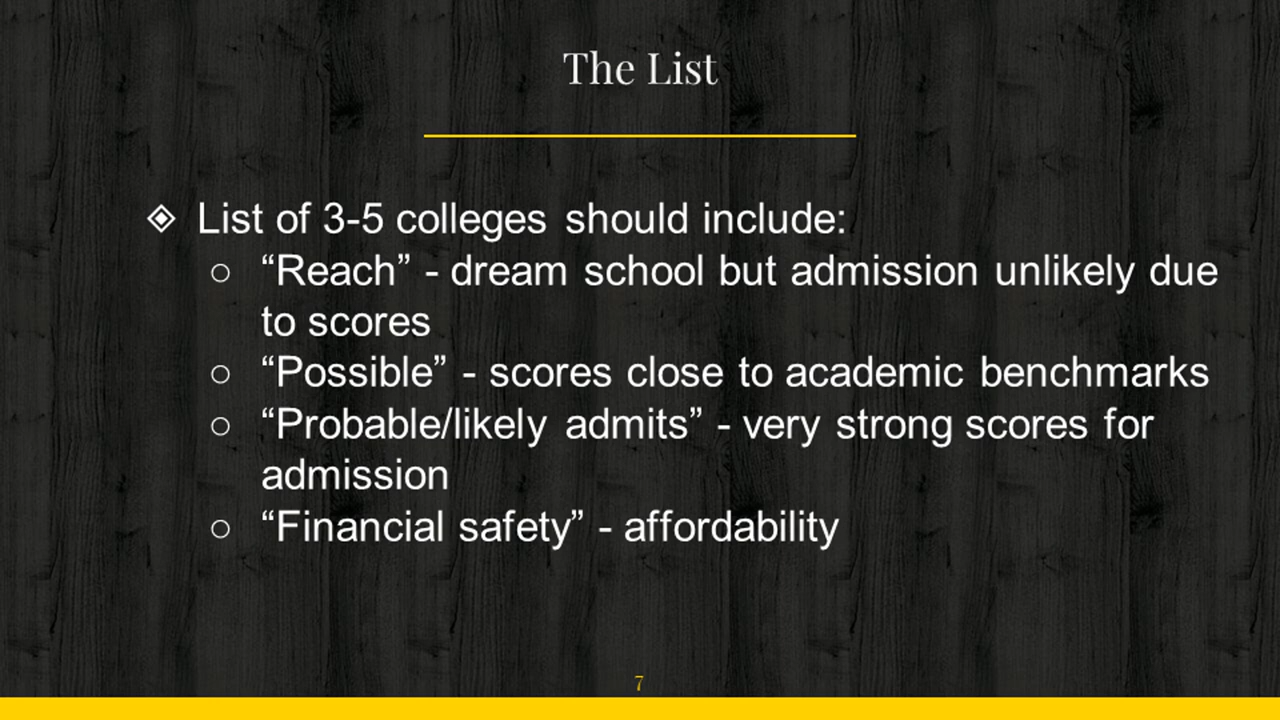 The List
◈ List of 3-5 colleges should include:
○ “Reach” - dream school but admission unlikely due
to scores
○ “Possible” - scores close to academic benchmarks
○ “Probable/likely admits” - very strong scores for
admission
○ “Financial safety” - affordability
7